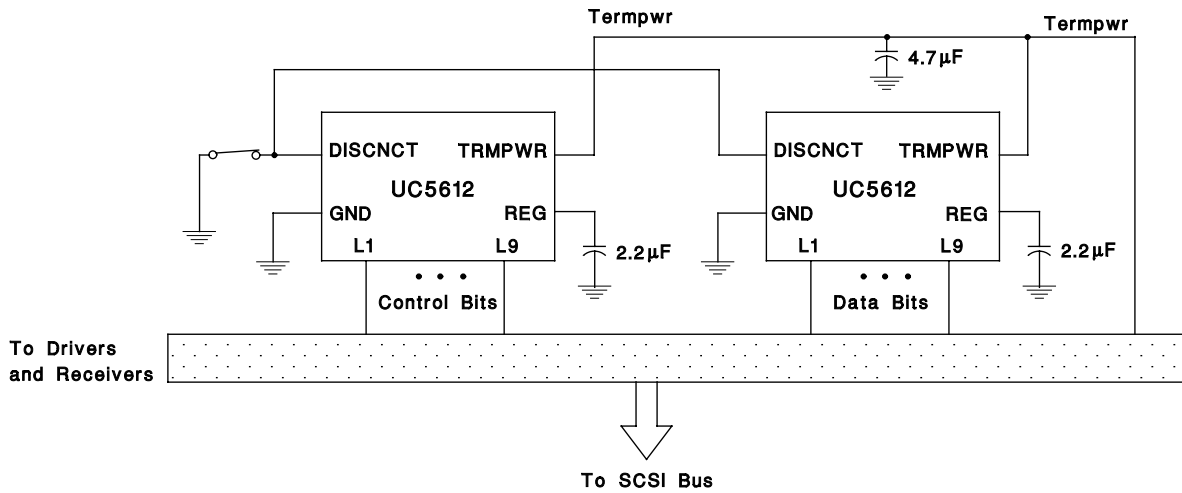 Termpwr
Termpwr
4.7µF
DISCNCT TRMPWR
UC5612
GND REG
L1 L9
2.2µF
Control Bits
DISCNCT TRMPWR
UC5612
GND REG
L1 L9
2.2µF
Data Bits
To Drivers
and Receivers
To SCSI Bus